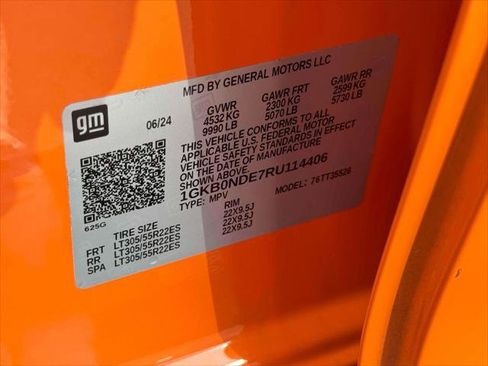 gm
MFD BY GENERAL MOTORS LLC
06/24
GVWR GAWR FRT GAWR RR
4532 KG 2300 KG 2599 KG
9990 LB 5070 LB 5730 LB
THIS VEHICLE CONFORMS TO ALL
APPLICABLE U.S. FEDERAL MOTOR
VEHICLE SAFETY STANDARDS IN EFFECT
ON THE DATE OF MANUFACTURE
1GKB0NDE7RU114406
TYPE: MPV MODEL: 76TT35526
625G
TIRE SIZE RIM
FRT LT305/55R22ES 22X9.5J
RR LT305/55R22ES 22X9.5J
SPA LT305/55R22ES 22X9.5J